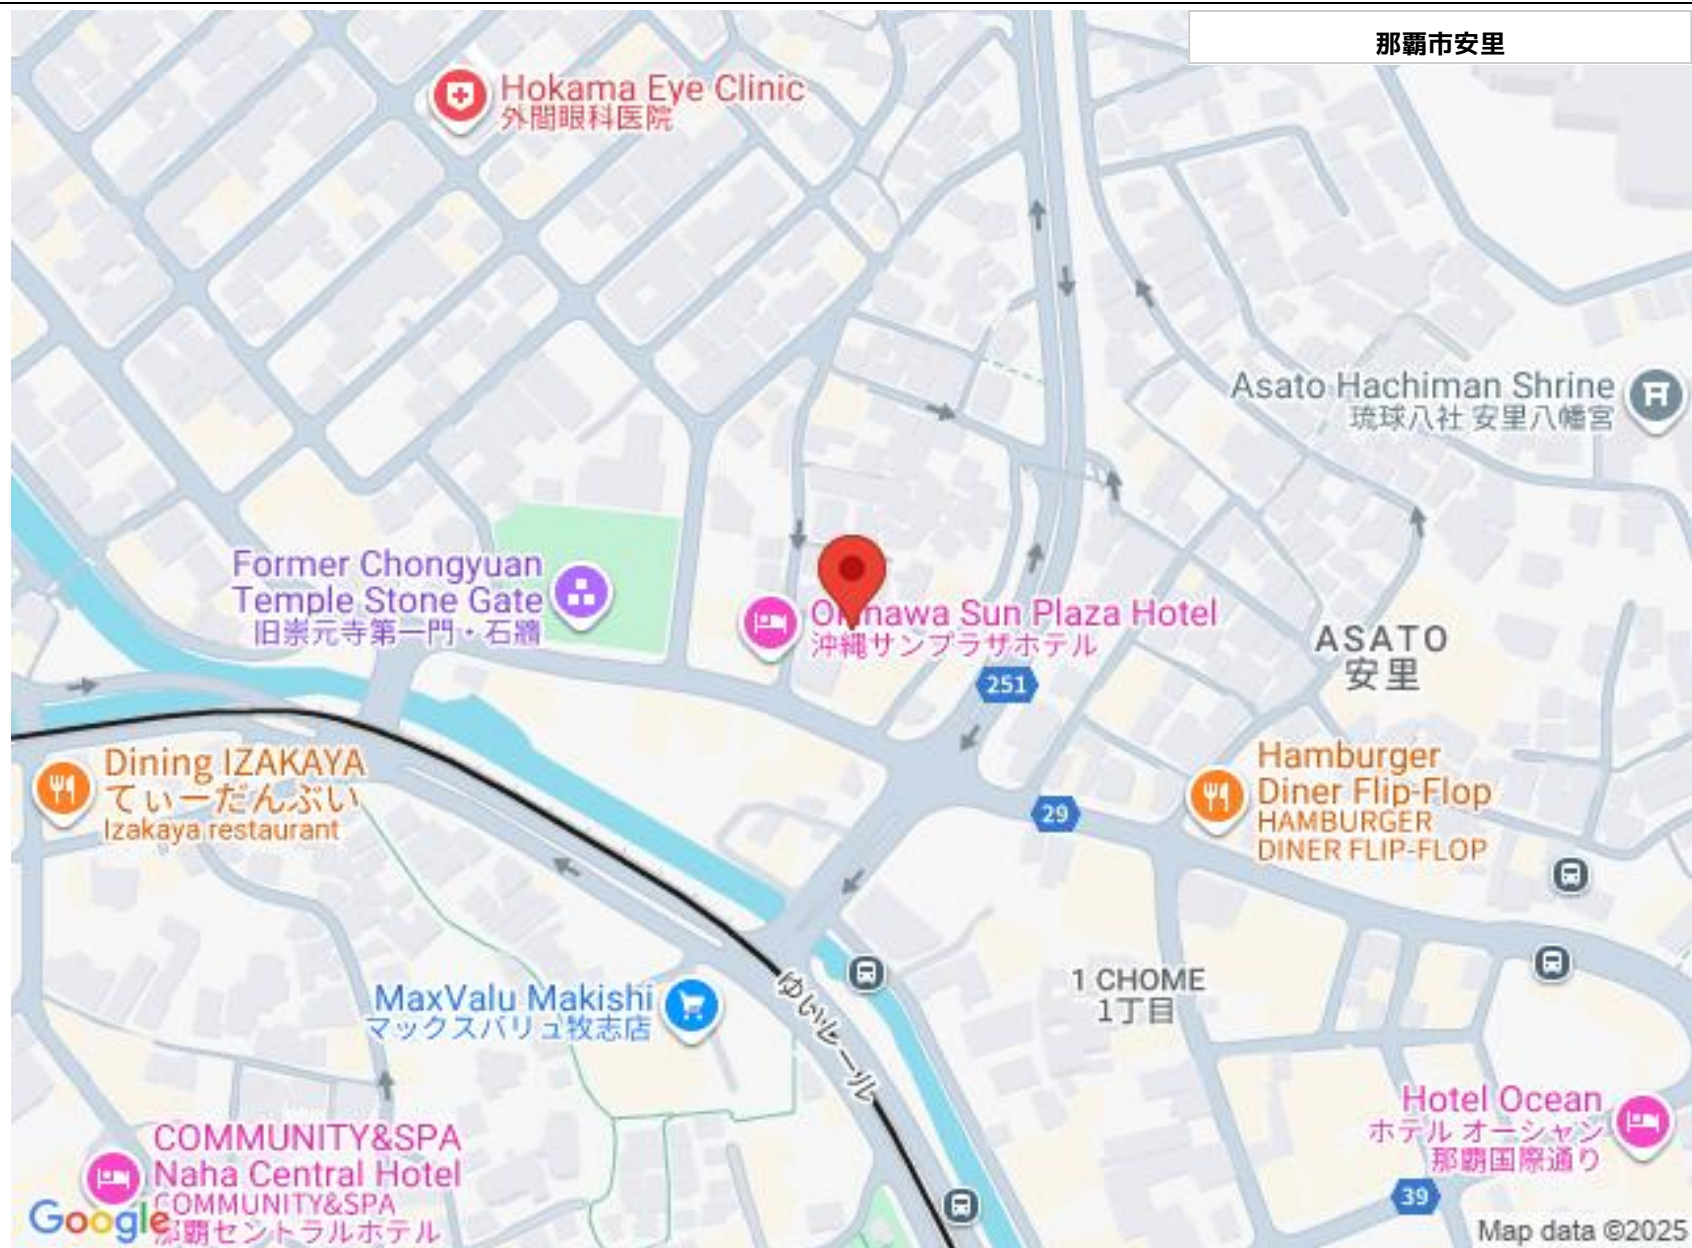 那覇市安里
Hokama Eye Clinic
外間眼科医院
Asato Hachiman Shrine
琉球八社 安里八幡宮
Former Chongyuan
Temple Stone Gate
旧崇元寺第一門・石牆
Sun Plaza Hotel
沖縄サンプラザホテル
ASATO
安里
251
Dining IZAKAYA
てぃーだんぶい
Izakaya restaurant
Hamburger
Diner Flip-Flop
HAMBURGER
DINER FLIP-FLOP
29
MaxValu Makishi
マックスバリュ牧志店
ゆいレール
1 CHOME
1丁目
Hotel Ocean
ホテル オーシャン
那覇国際通り
39
COMMUNITY&SPA
Naha Central Hotel
COMMUNITY&SPA
那覇セントラルホテル
Google
Map data ©2025